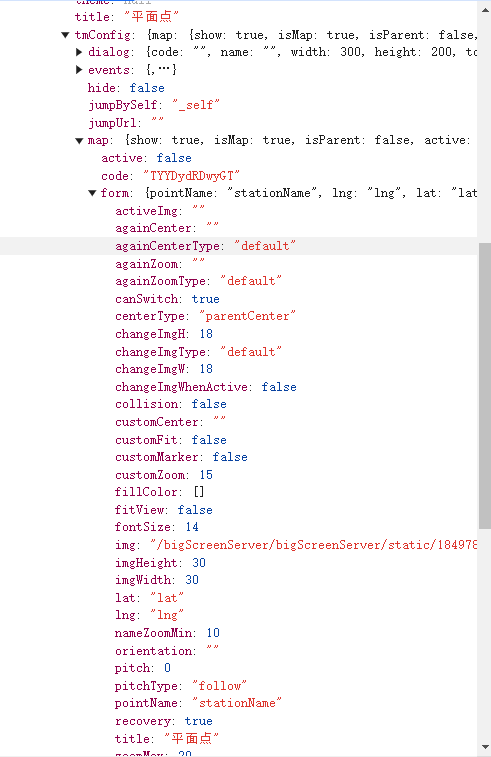 theme: null
title: "平面点"
tmConfig: {map: {show: true, isMap: true, isParent: false,
dialog: {code: "", name: "", width: 300, height: 200, to
events: {,…}
hide: false
jumpBySelf: "_self"
jumpUrl: ""
map: {show: true, isMap: true, isParent: false, active:
active: false
code: "TYYDydRDwyGT"
form: {pointName: "stationName", lng: "lng", lat: "lat
activeImg: ""
againCenter: ""
againCenterType: "default"
againZoom: ""
againZoomType: "default"
canSwitch: true
centerType: "parentCenter"
changeImgH: 18
changeImgType: "default"
changeImgW: 18
changeImgWhenActive: false
collision: false
customCenter: ""
customFit: false
customMarker: false
customZoom: 15
fillColor: []
fitView: false
fontSize: 14
img: "/bigScreenServer/bigScreenServer/static/184978
imgHeight: 30
imgWidth: 30
lat: "lat"
lng: "lng"
nameZoomMin: 10
orientation: ""
pitch: 0
pitchType: "follow"
pointName: "stationName"
recovery: true
title: "平面点"
zoomMax: 20